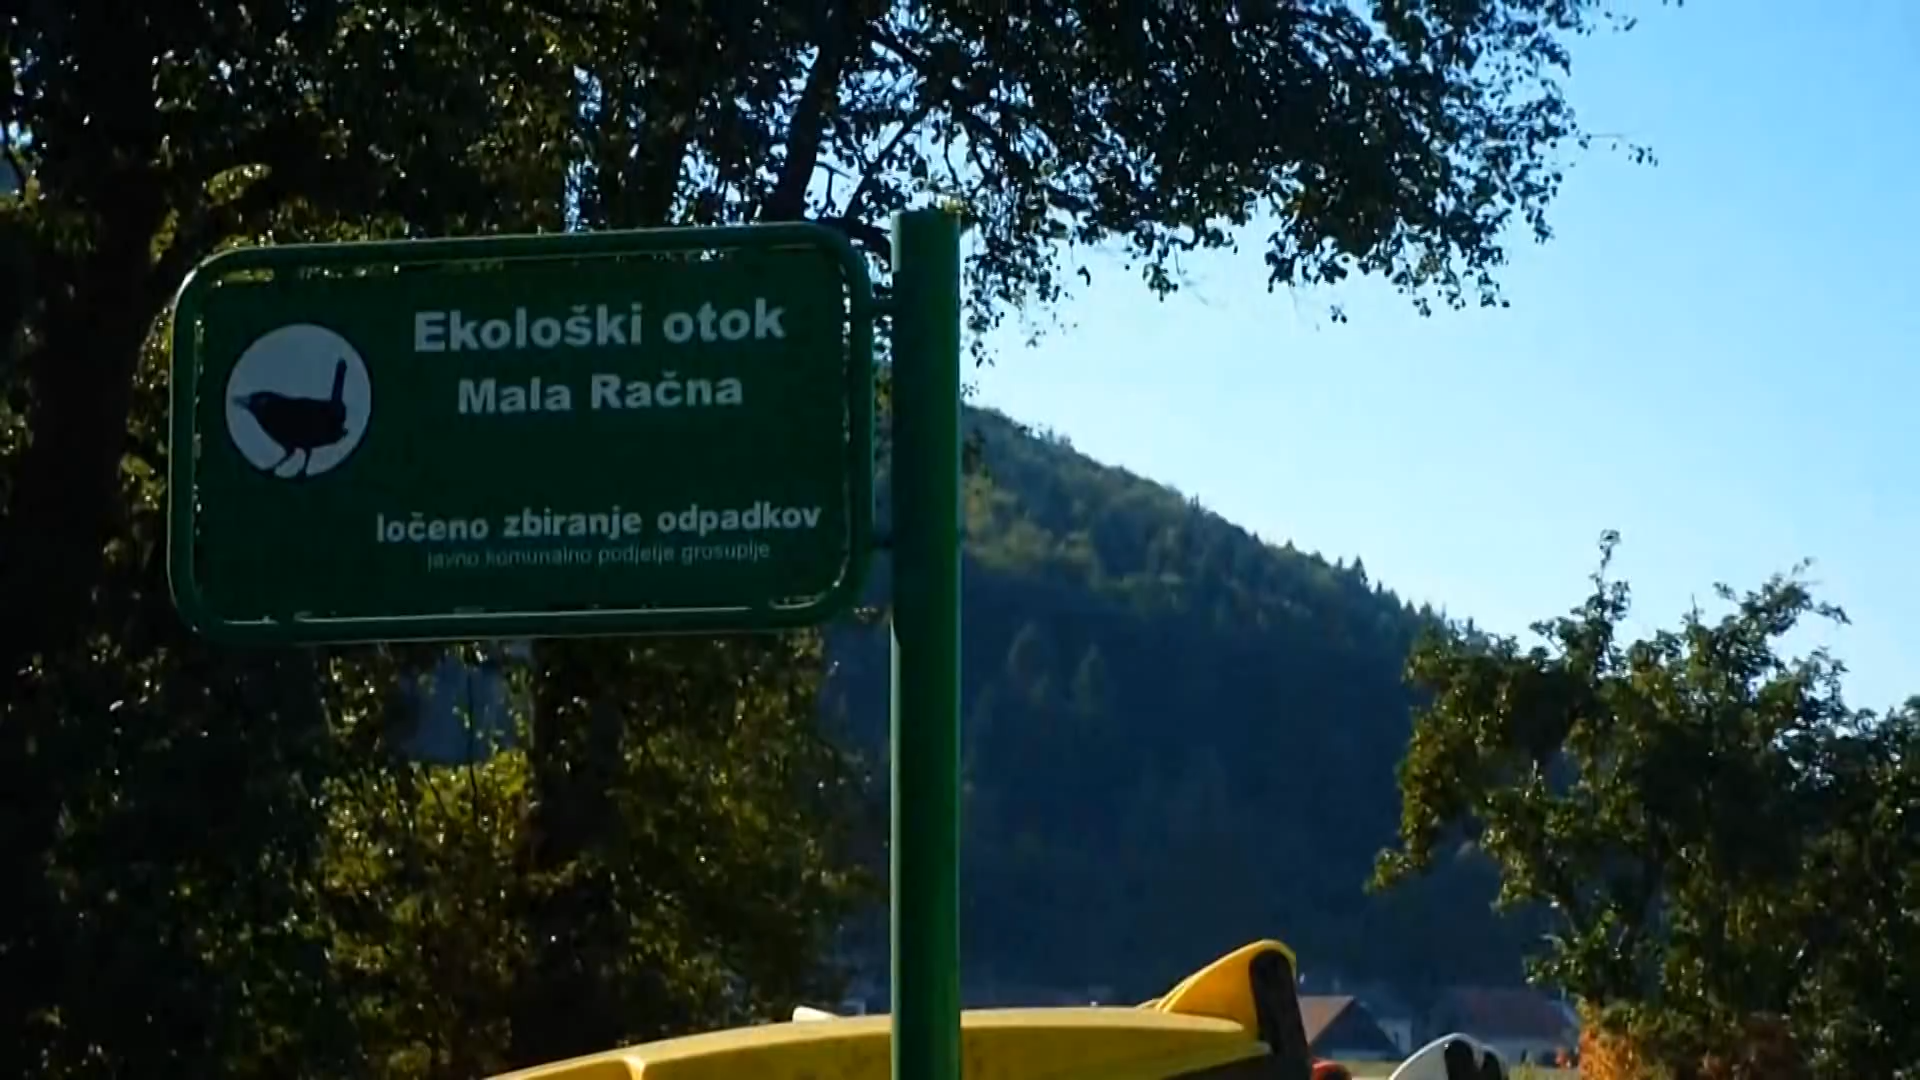 Ekološki otok
Mala Račna
ločeno zbiranje odpadkov
javno komunalno podjetje grosuplje